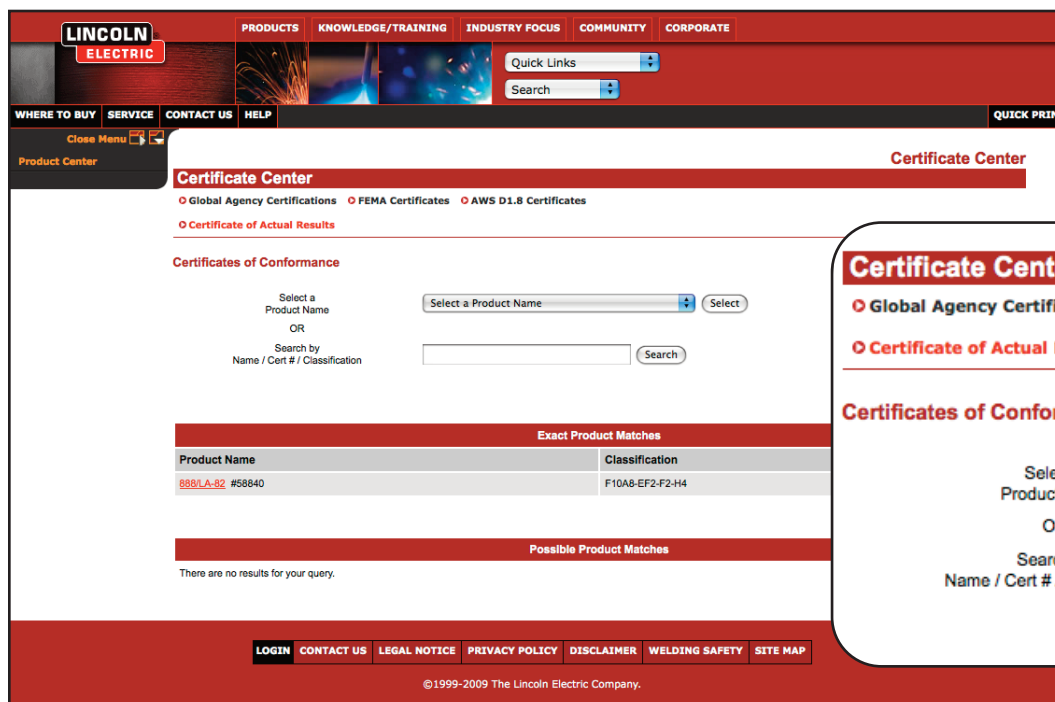 LINCOLN
ELECTRIC
PRODUCTS KNOWLEDGE/TRAINING INDUSTRY FOCUS COMMUNITY CORPORATE
Quick Links
Search
WHERE TO BUY SERVICE CONTACT US HELP QUICK PRIN
Close Menu
Product Center
Certificate Center
Certificate Center
Global Agency Certifications FEMA Certificates AWS D1.8 Certificates
Certificate of Actual Results
Certificates of Conformance
Select a
Product Name
Select a Product Name Select
OR
Search by
Name / Cert # / Classification
Search
Exact Product Matches
Product Name Classification
888/LA-82 #58840 F10A8-EF2-F2-H4
Possible Product Matches
There are no results for your query.
LOGIN CONTACT US LEGAL NOTICE PRIVACY POLICY DISCLAIMER WELDING SAFETY SITE MAP
©1999-2009 The Lincoln Electric Company.
Certificate Cent
Global Agency Certifi
Certificate of Actual
Certificates of Confor
Sele
Produc
O
Sear
Name / Cert #